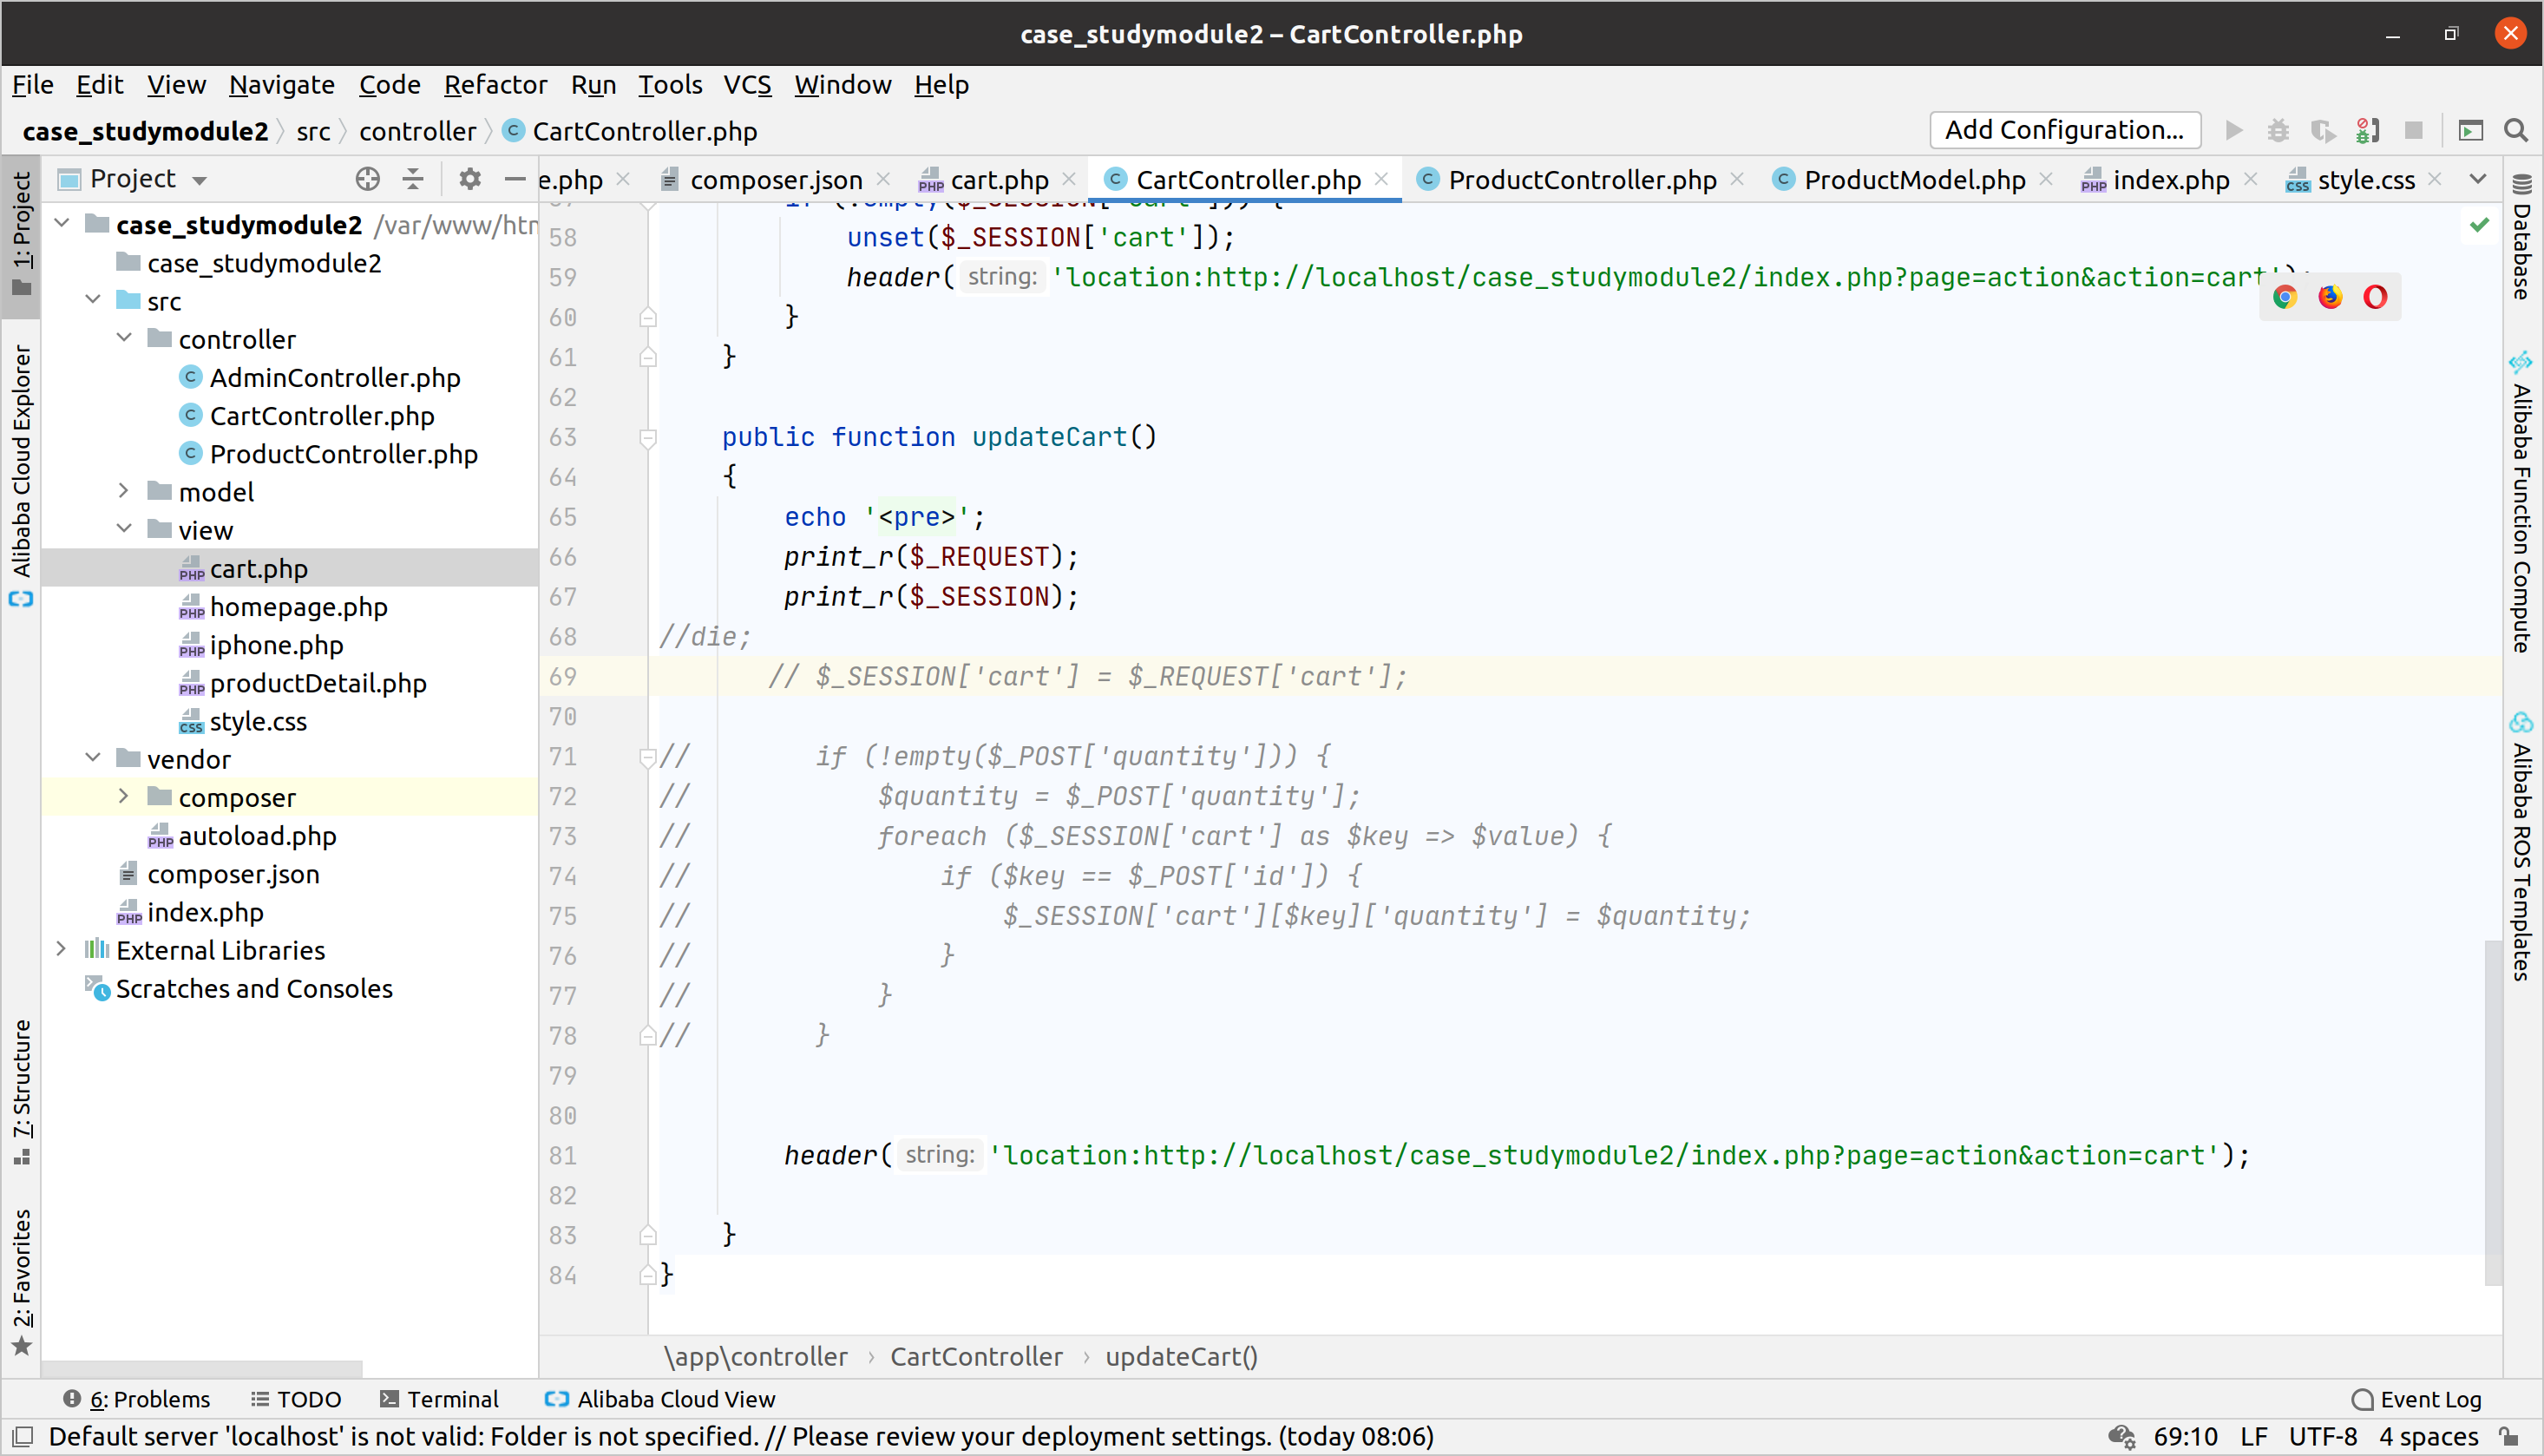 case_studymodule2 – CartController.php
File Edit View Navigate Code Refactor Run Tools VCS Window Help
case_studymodule2 src controller CartController.php
Add Configuration...
Project
e.php composer.json cart.php CartController.php ProductController.php ProductModel.php index.php style.css
1: Project
Alibaba Cloud Explorer
7: Structure
2: Favorites
case_studymodule2 /var/www/htm
case_studymodule2
src
controller
AdminController.php
CartController.php
ProductController.php
model
view
cart.php
homepage.php
iphone.php
productDetail.php
style.css
vendor
composer
autoload.php
composer.json
index.php
External Libraries
Scratches and Consoles
58 unset($_SESSION['cart']);
59 header( string: 'location:http://localhost/case_studymodule2/index.php?page=action&action=cart');
60 }
61 }
62
63 public function updateCart()
64 {
65 echo '<pre>';
66 print_r($_REQUEST);
67 print_r($_SESSION);
68 //die;
69 // $_SESSION['cart'] = $_REQUEST['cart'];
70
71 // if (!empty($_POST['quantity'])) {
72 // $quantity = $_POST['quantity'];
73 // foreach ($_SESSION['cart'] as $key => $value) {
74 // if ($key == $_POST['id']) {
75 // $_SESSION['cart'][$key]['quantity'] = $quantity;
76 // }
77 // }
78 // }
79
80
81 header( string: 'location:http://localhost/case_studymodule2/index.php?page=action&action=cart');
82
83 }
84 }
Database
Alibaba Function Compute
Alibaba ROS Templates
\app\controller › CartController › updateCart()
6: Problems TODO Terminal Alibaba Cloud View Event Log
Default server 'localhost' is not valid: Folder is not specified. // Please review your deployment settings. (today 08:06) 69:10 LF UTF-8 4 spaces